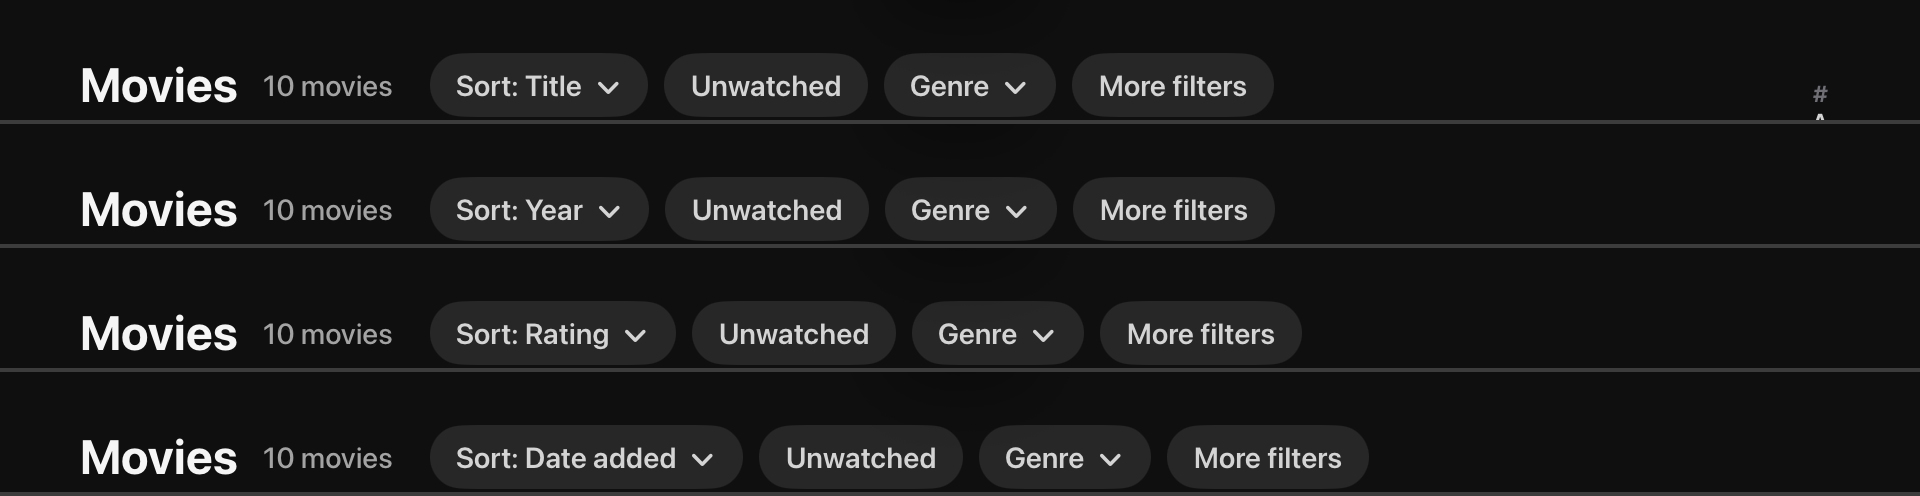 Movies 10 movies Sort: Title Unwatched Genre More filters
#
A
Movies 10 movies Sort: Year Unwatched Genre More filters
Movies 10 movies Sort: Rating Unwatched Genre More filters
Movies 10 movies Sort: Date added Unwatched Genre More filters